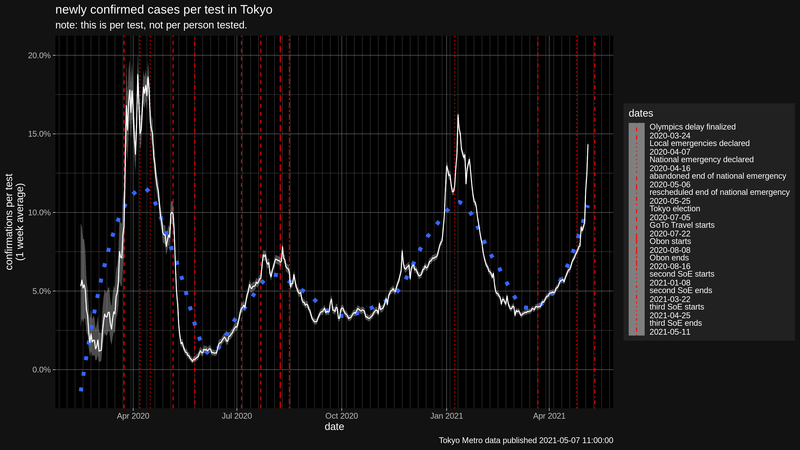 newly confirmed cases per test in Tokyo
note: this is per test, not per person tested.
20.0%
15.0%
10.0%
5.0%
0.0%
confirmations per test
(1 week average)
Apr 2020
Jul 2020
Oct 2020
Jan 2021
Apr 2021
date
dates
Olympics delay finalized
2020-03-24
Local emergencies declared
2020-04-07
National emergency declared
2020-04-16
abandoned end of national emergency
2020-05-06
rescheduled end of national emergency
2020-05-25
Tokyo election
2020-07-05
GoTo Travel starts
2020-07-22
Obon starts
2020-08-08
Obon ends
2020-08-16
second SoE starts
2021-01-08
second SoE ends
2021-03-22
third SoE starts
2021-04-25
third SoE ends
2021-05-11
Tokyo Metro data published 2021-05-07 11:00:00